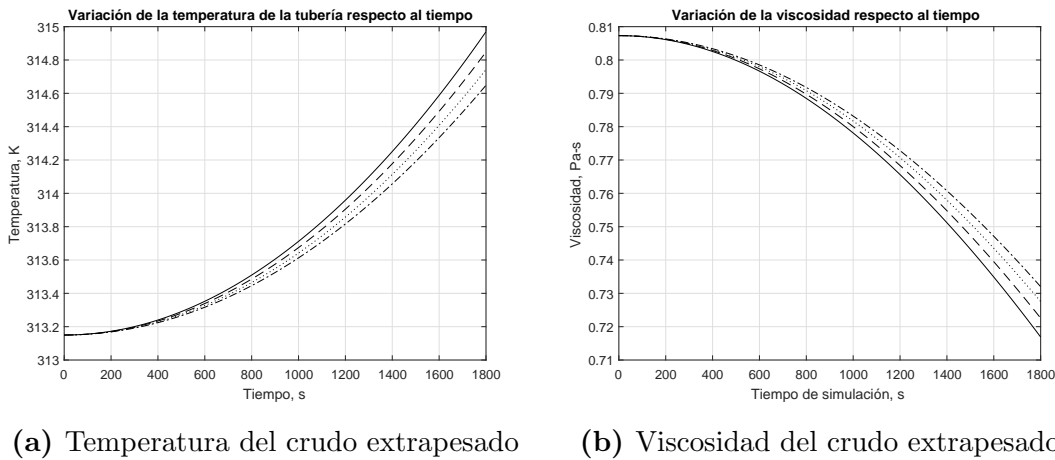 Variación de la temperatura de la tubería respecto al tiempo
315
314.8
314.6
314.4
314.2
314
313.8
313.6
313.4
313.2
313
Temperatura, K
0 200 400 600 800 1000 1200 1400 1600 1800
Tiempo, s
(a) Temperatura del crudo extrapesado
Variación de la viscosidad respecto al tiempo
0.81
0.8
0.79
0.78
0.77
0.76
0.75
0.74
0.73
0.72
0.71
Viscosidad, Pa-s
0 200 400 600 800 1000 1200 1400 1600 1800
Tiempo de simulación, s
(b) Viscosidad del crudo extrapesado